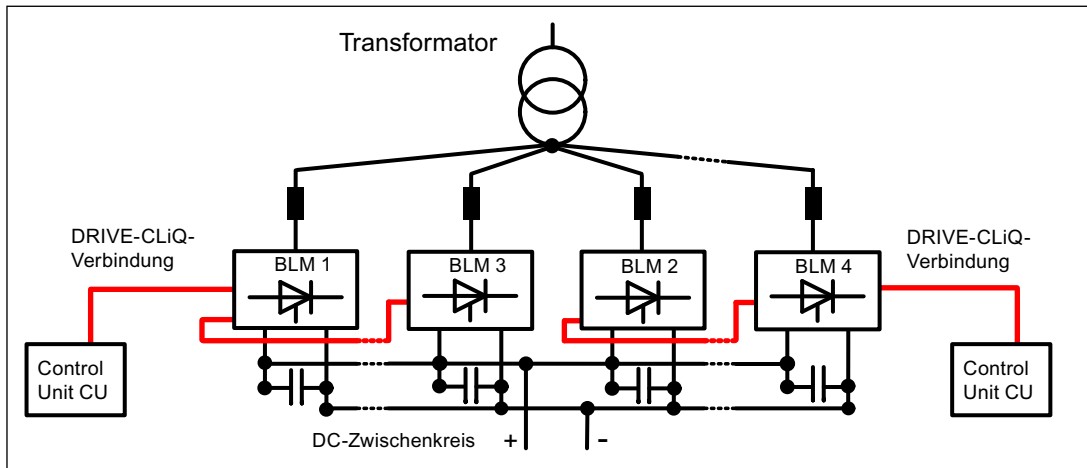 Transformator
DRIVE-CLiQ-
Verbindung
DRIVE-CLiQ-
Verbindung
BLM 1
BLM 3
BLM 2
BLM 4
Control
Unit CU
Control
Unit CU
DC-Zwischenkreis + -